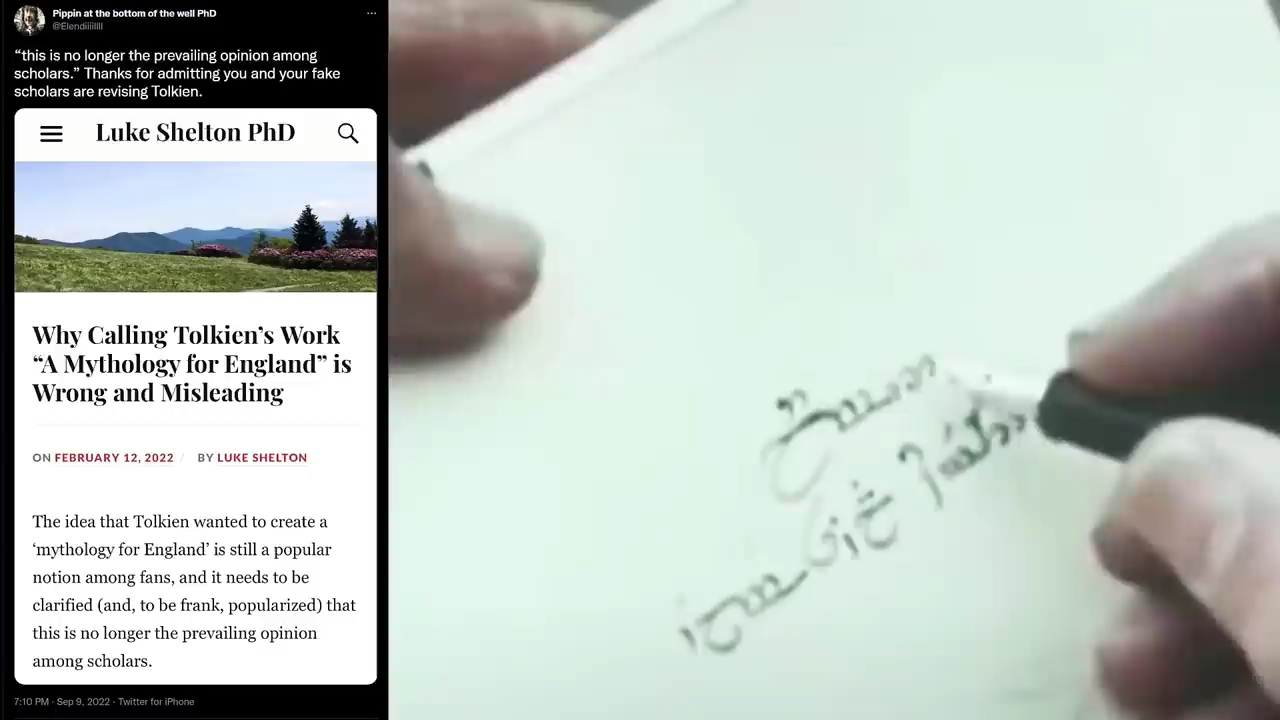 Pippin at the bottom of the well PhD
@Elendiiiillll
“this is no longer the prevailing opinion among
scholars.” Thanks for admitting you and your fake
scholars are revising Tolkien.
Luke Shelton PhD
Why Calling Tolkien’s Work
“A Mythology for England” is
Wrong and Misleading
ON FEBRUARY 12, 2022 / BY LUKE SHELTON
The idea that Tolkien wanted to create a
‘mythology for England’ is still a popular
notion among fans, and it needs to be
clarified (and, to be frank, popularized) that
this is no longer the prevailing opinion
among scholars.
7:10 PM · Sep 9, 2022 · Twitter for iPhone